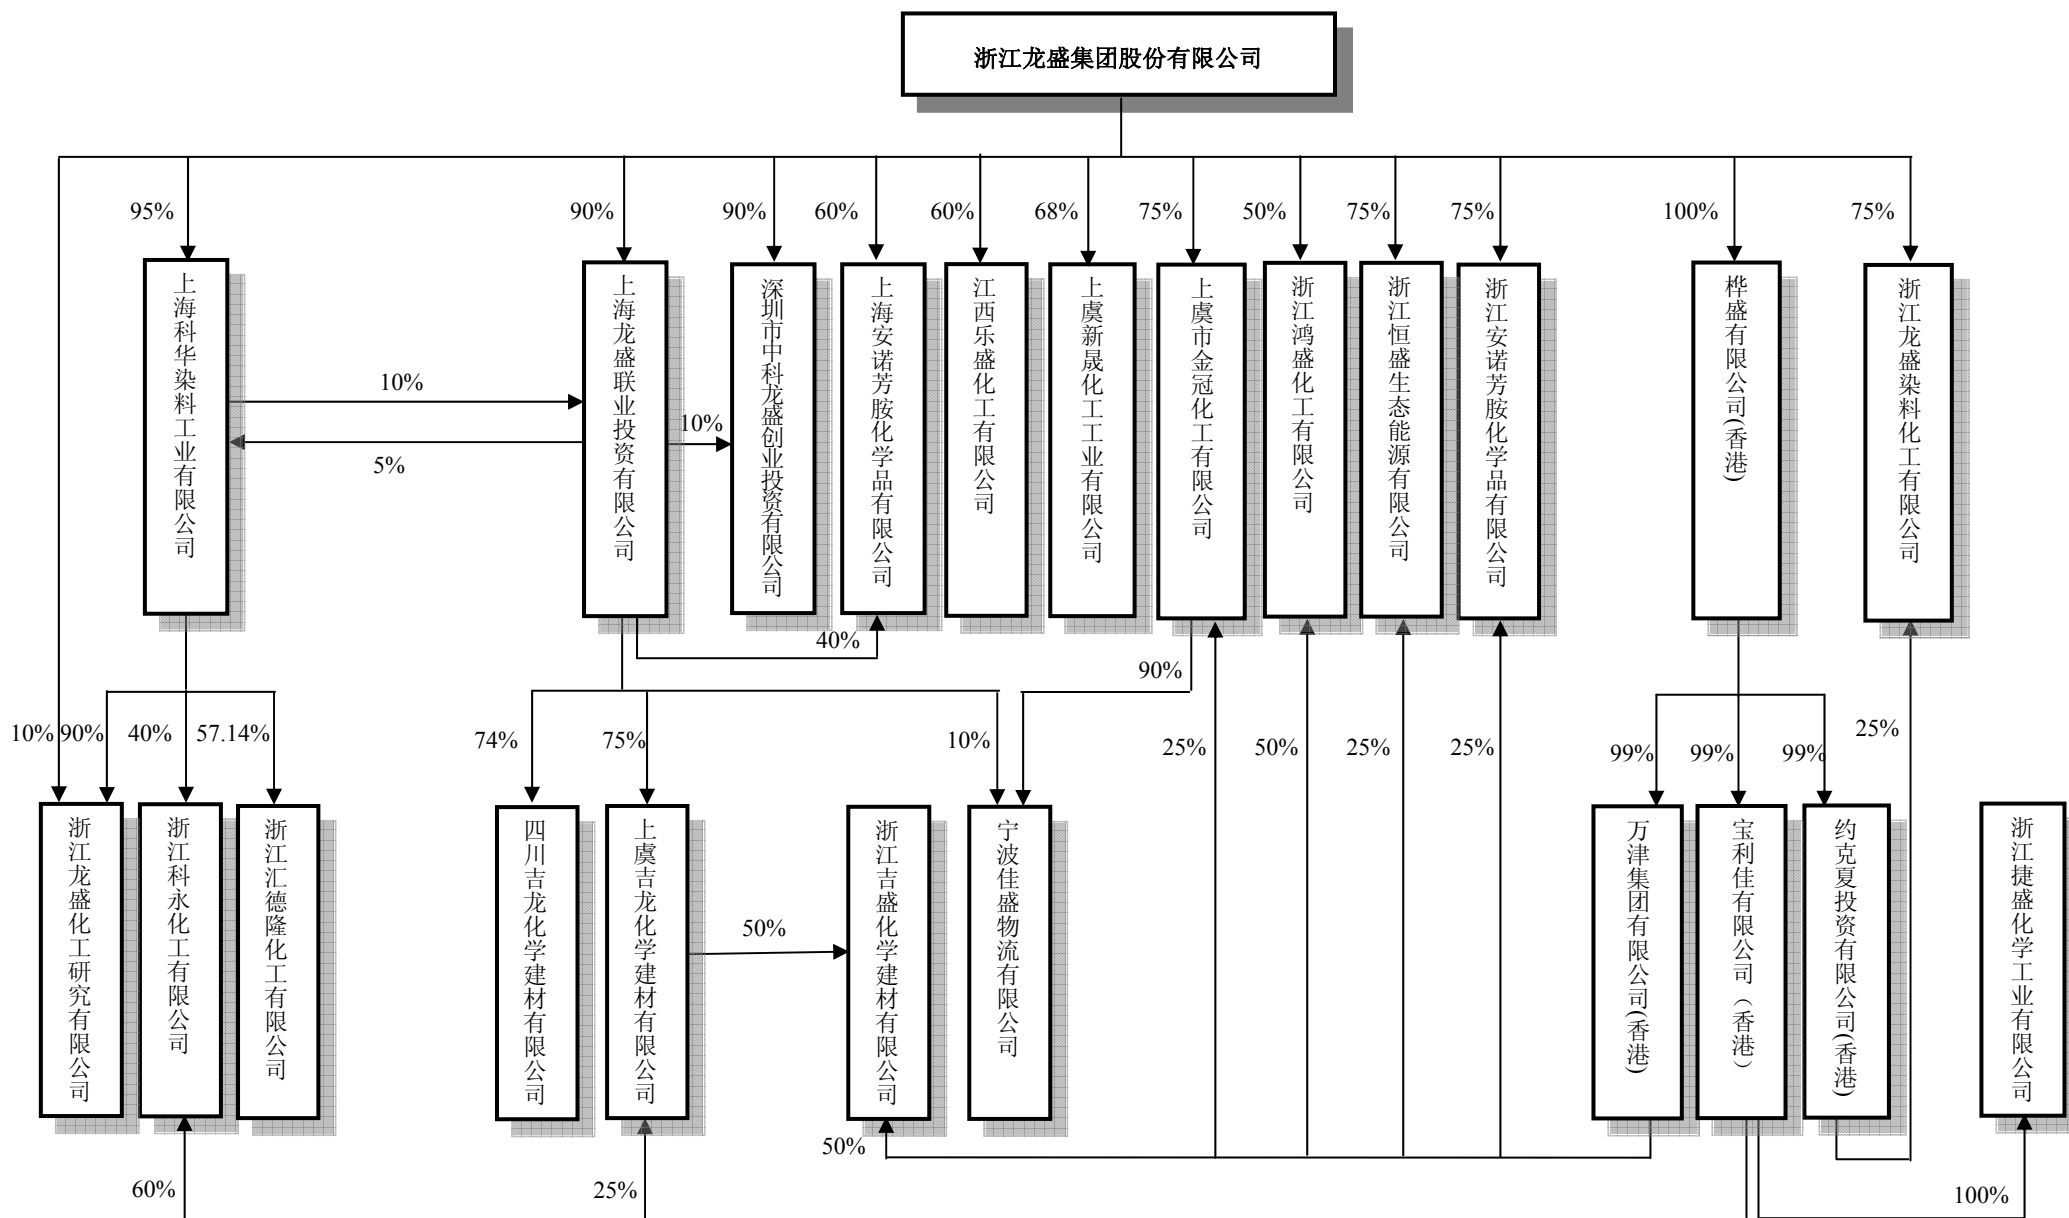 浙江龙盛集团股份有限公司
95%
90%
90%
60%
60%
68%
75%
50%
75%
75%
100%
75%
上海科华染料工业有限公司
上海龙盛联业投资有限公司
深圳市中科龙盛创业投资有限公司
上海安诺芳胺化学品有限公司
江西乐盛化工有限公司
上虞新晟化工工业有限公司
上虞市金冠化工有限公司
浙江鸿盛化工有限公司
浙江恒盛生态能源有限公司
浙江安诺芳胺化学品有限公司
桦盛有限公司(香港)
浙江龙盛染料化工有限公司
10%
5%
10%
40%
90%
10%
90%
40%
57.14%
74%
75%
10%
25%
50%
25%
25%
99%
99%
99%
25%
浙江龙盛化工研究有限公司
浙江科永化工有限公司
浙江汇德隆化工有限公司
四川吉龙化学建材有限公司
上虞吉龙化学建材有限公司
50%
浙江吉盛化学建材有限公司
宁波佳盛物流有限公司
万津集团有限公司(香港)
宝利佳有限公司（香港）
约克夏投资有限公司(香港)
浙江捷盛化学工业有限公司
50%
60%
25%
100%